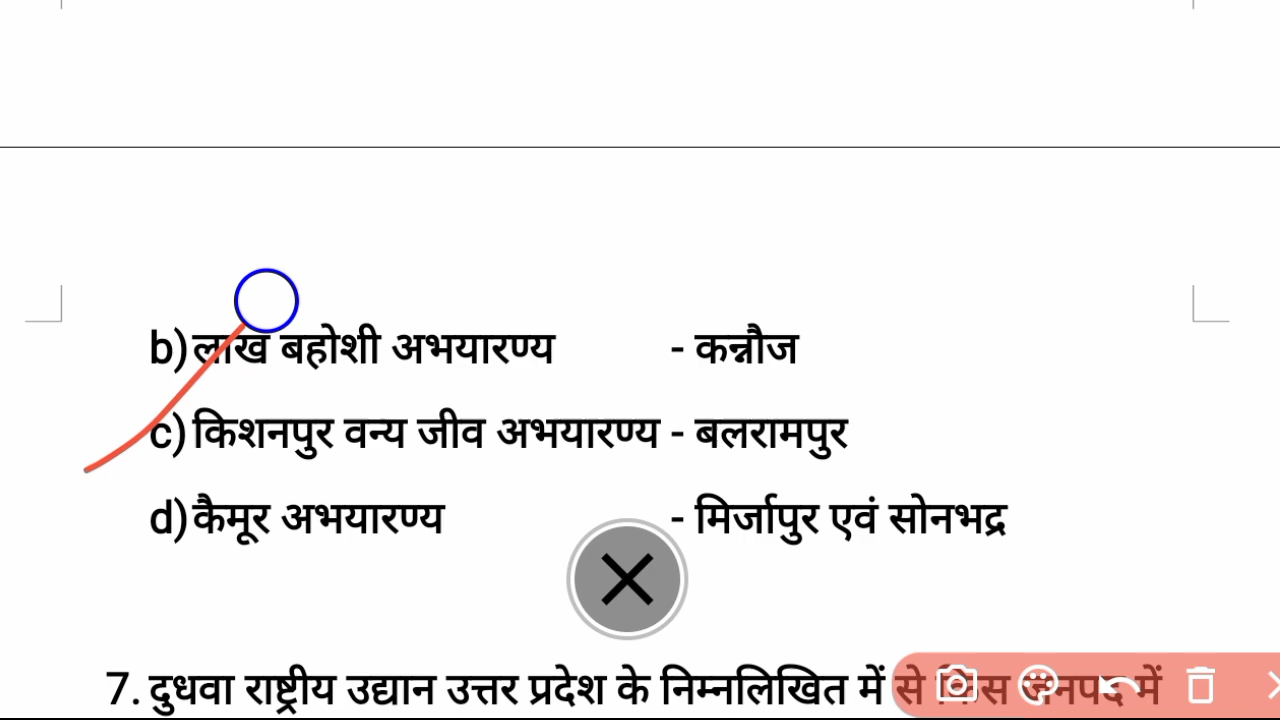 b) लाख बहोशी अभयारण्य - कन्नौज
c) किशनपुर वन्य जीव अभयारण्य - बलरामपुर
d) कैमूर अभयारण्य - मिर्जापुर एवं सोनभद्र
7. दुधवा राष्ट्रीय उद्यान उत्तर प्रदेश के निम्नलिखित में से किस जनपद में